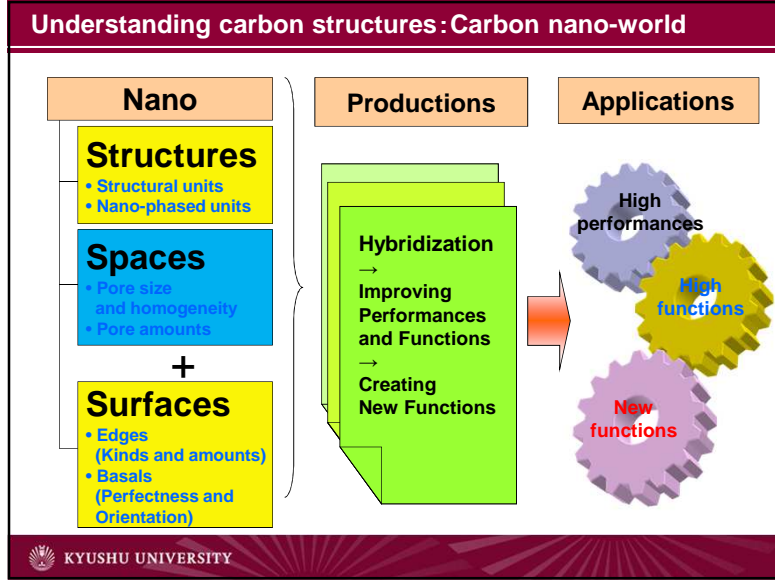 Understanding carbon structures：Carbon nano-world
Nano
Structures
• Structural units
• Nano-phased units
Spaces
• Pore size
and homogeneity
• Pore amounts
+
Surfaces
• Edges
(Kinds and amounts)
• Basals
(Perfectness and
Orientation)
Productions
Hybridization
→
Improving
Performances
and Functions
→
Creating
New Functions
Applications
High
performances
High
functions
New
functions
KYUSHU UNIVERSITY